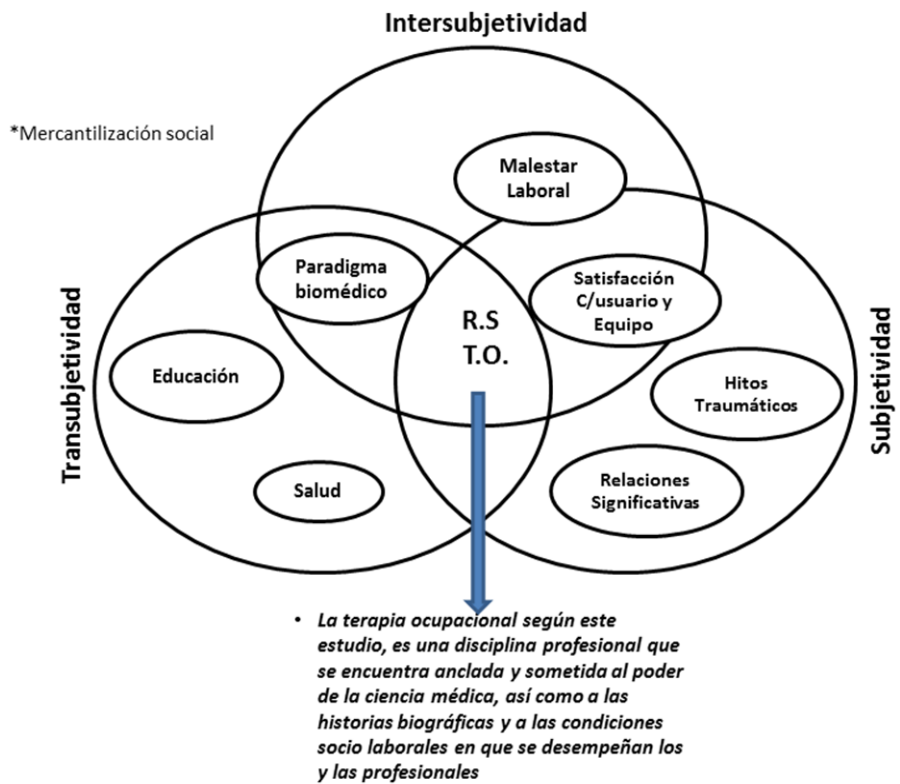 Intersubjetividad
*Mercantilización social
Malestar
Laboral
Paradigma
biomédico
Satisfacción
C/usuario y
Equipo
R.S
T.O.
Transubjetividad
Educación
Salud
Hitos
Traumáticos
Relaciones
Significativas
Subjetividad
• La terapia ocupacional según este
estudio, es una disciplina profesional que
se encuentra anclada y sometida al poder
de la ciencia médica, así como a las
historias biográficas y a las condiciones
socio laborales en que se desempeñan los
y las profesionales